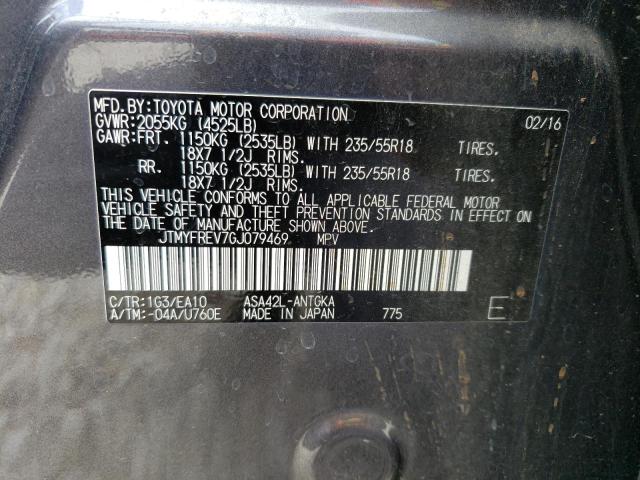 MFD.BY:TOYOTA MOTOR CORPORATION 02/16
GVWR:2055KG (4525LB)
GAWR:FRT. 1150KG (2535LB) WITH 235/55R18 TIRES.
18X7 1/2J RIMS.
RR. 1150KG (2535LB) WITH 235/55R18 TIRES.
18X7 1/2J RIMS.
THIS VEHICLE CONFORMS TO ALL APPLICABLE FEDERAL MOTOR
VEHICLE SAFETY AND THEFT PREVENTION STANDARDS IN EFFECT ON
THE DATE OF MANUFACTURE SHOWN ABOVE.
JTMYFREV7GJ079469 MPV
C/TR:1G3/EA10 ASA42L-ANTGKA
A/TM:-04A/U760E MADE IN JAPAN 775 E